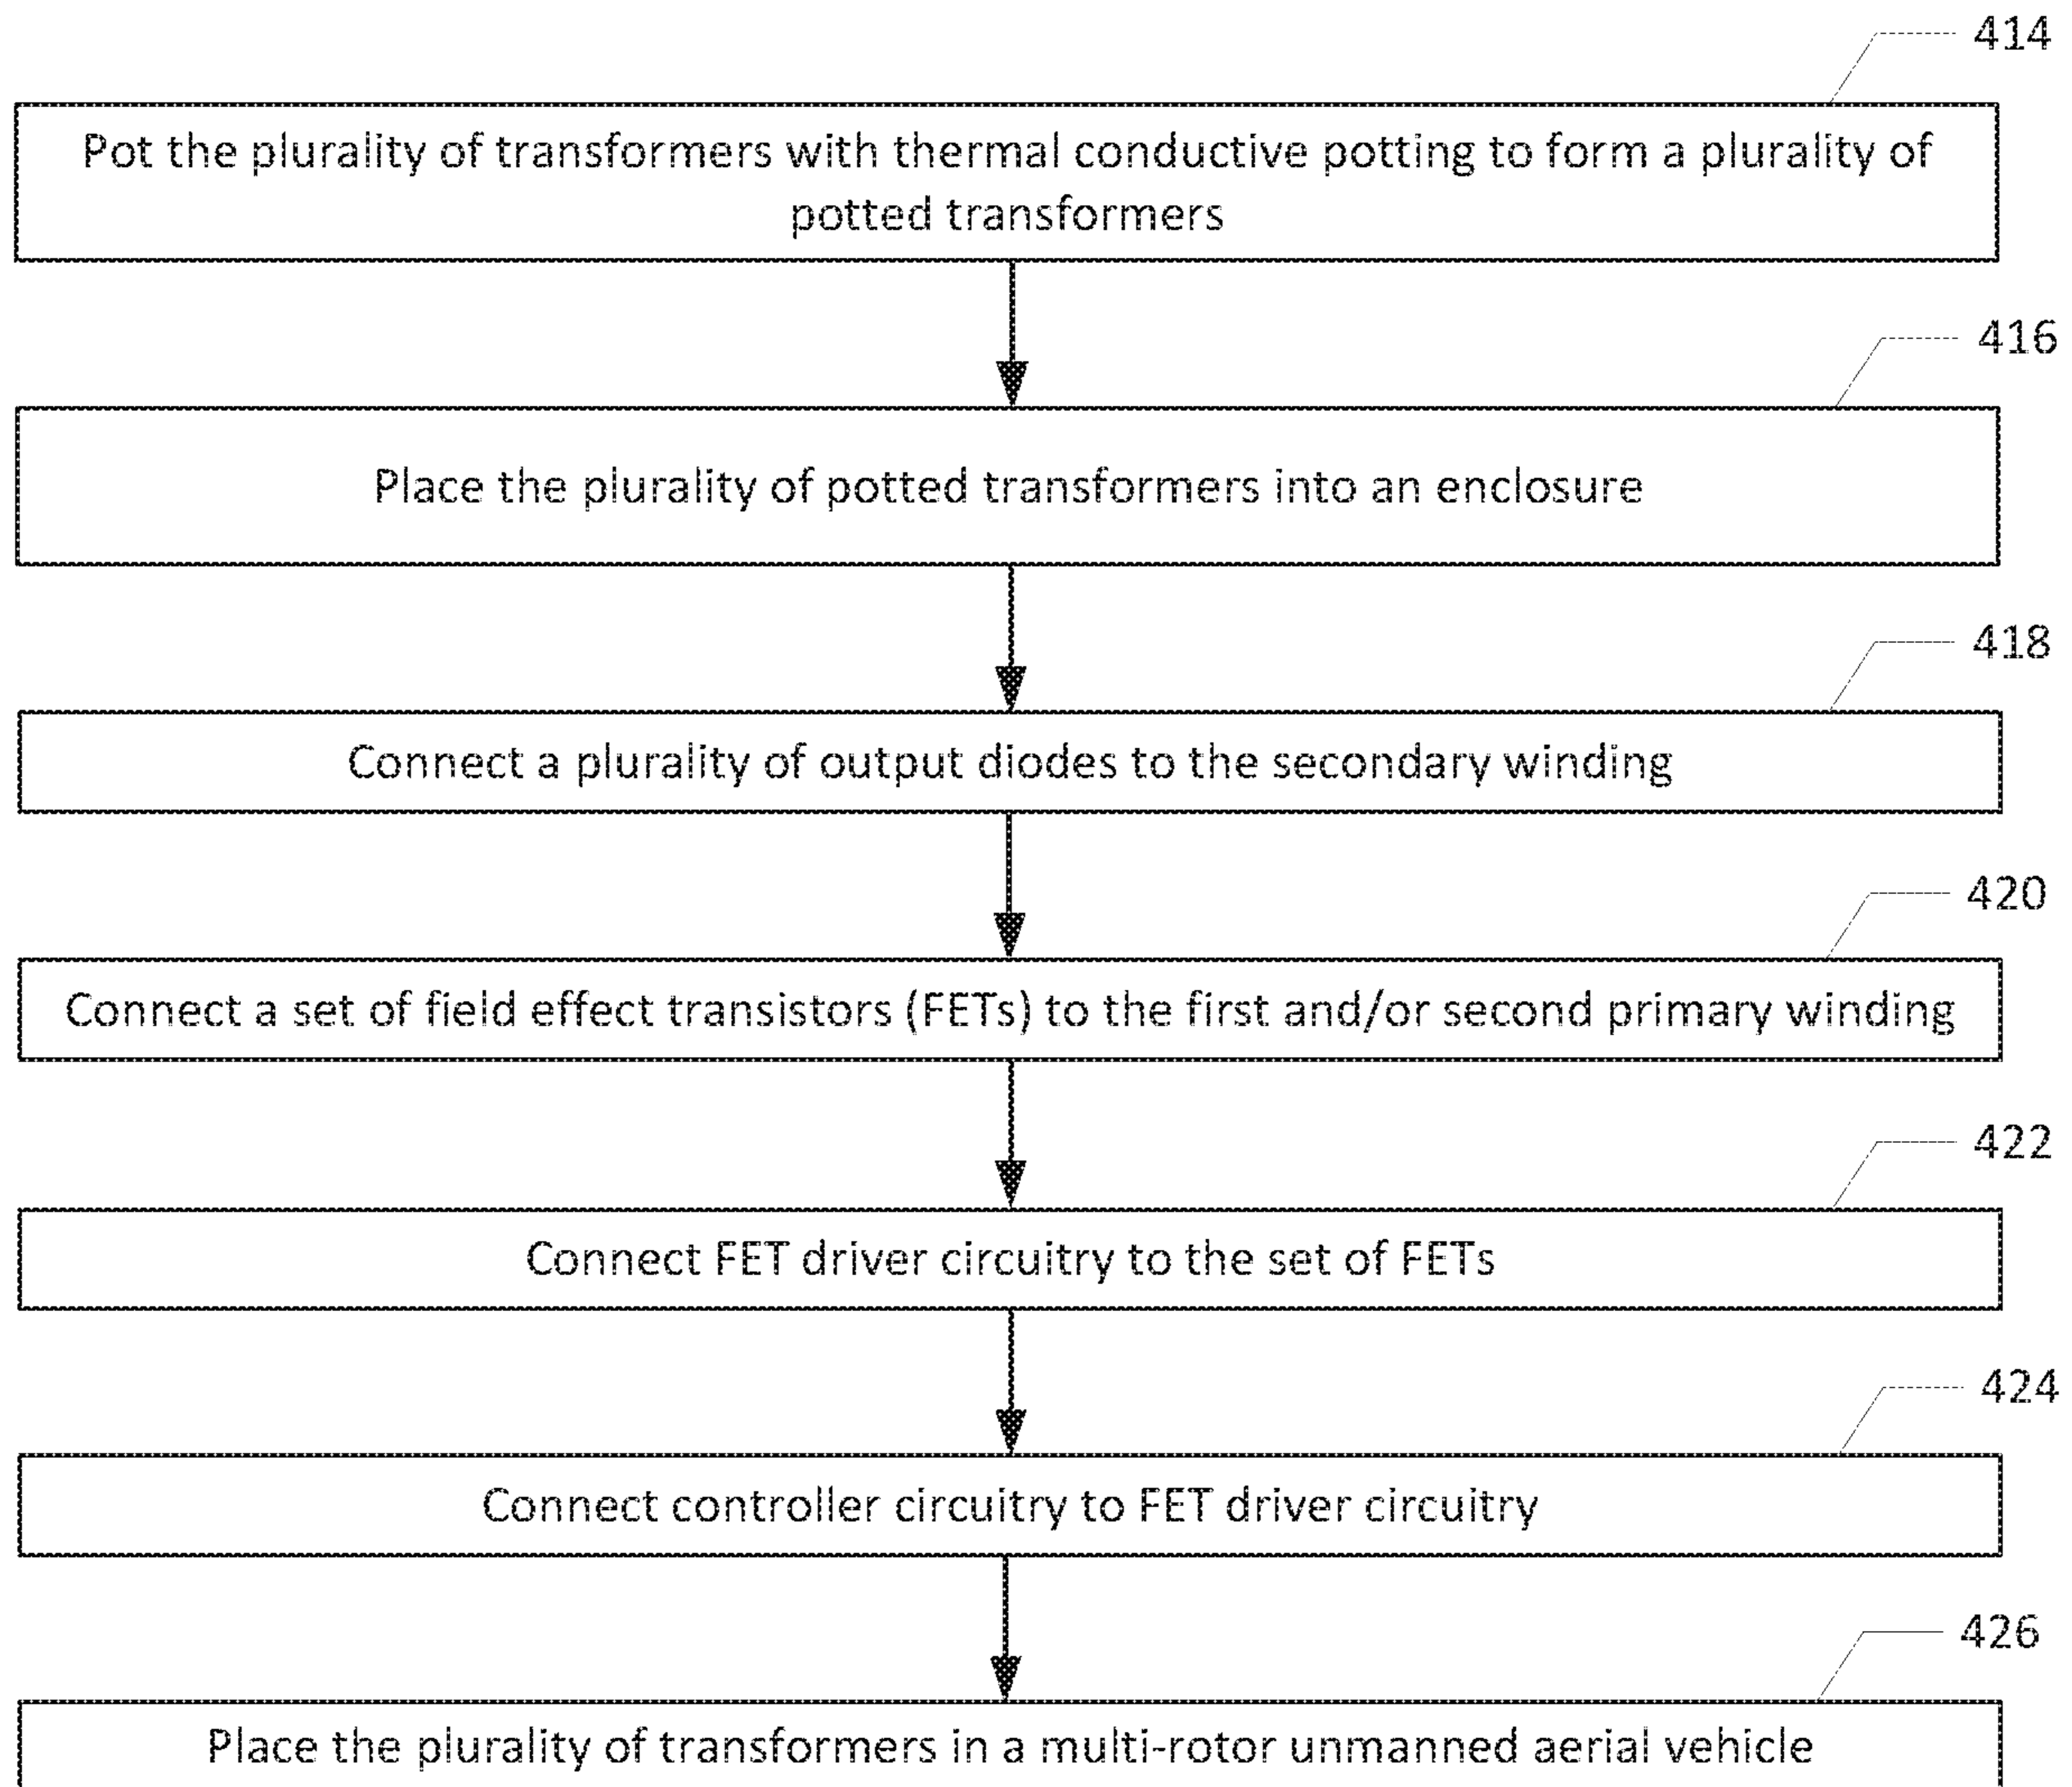 414
Pot the plurality of transformers with thermal conductive potting to form a plurality of
potted transformers
416
Place the plurality of potted transformers into an enclosure
418
Connect a plurality of output diodes to the secondary winding
420
Connect a set of field effect transistors (FETs) to the first and/or second primary winding
422
Connect FET driver circuitry to the set of FETs
424
Connect controller circuitry to FET driver circuitry
426
Place the plurality of transformers in a multi-rotor unmanned aerial vehicle